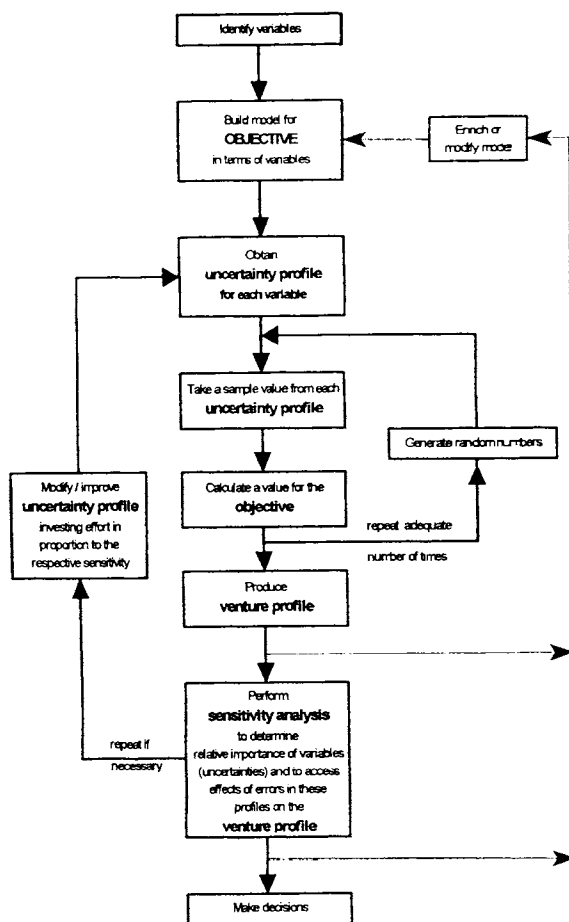 Identify variables
Build model for
OBJECTIVE
in terms of variables
Enrich or
modify model
Obtain
uncertainty profile
for each variable
Take a sample value from each
uncertainty profile
Generate random numbers
Calculate a value for the
objective
Modify / improve
uncertainty profile
investing effort in
proportion to the
respective sensitivity
repeat adequate
number of times
Produce
venture profile
Perform
sensitivity analysis
to determine
relative importance of variables
(uncertainties) and to access
effects of errors in these
profiles on the
venture profile
repeat if
necessary
Make decisions